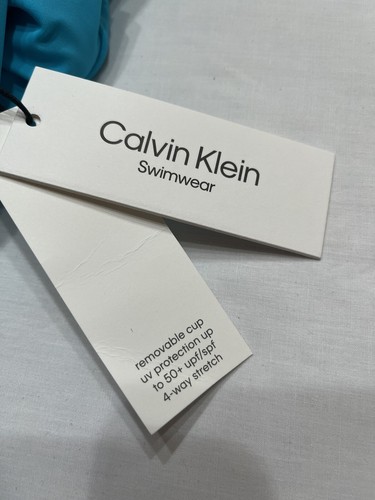 Calvin Klein
Swimwear
removable cup
uv protection up
to 50+ upf/spf
4-way stretch